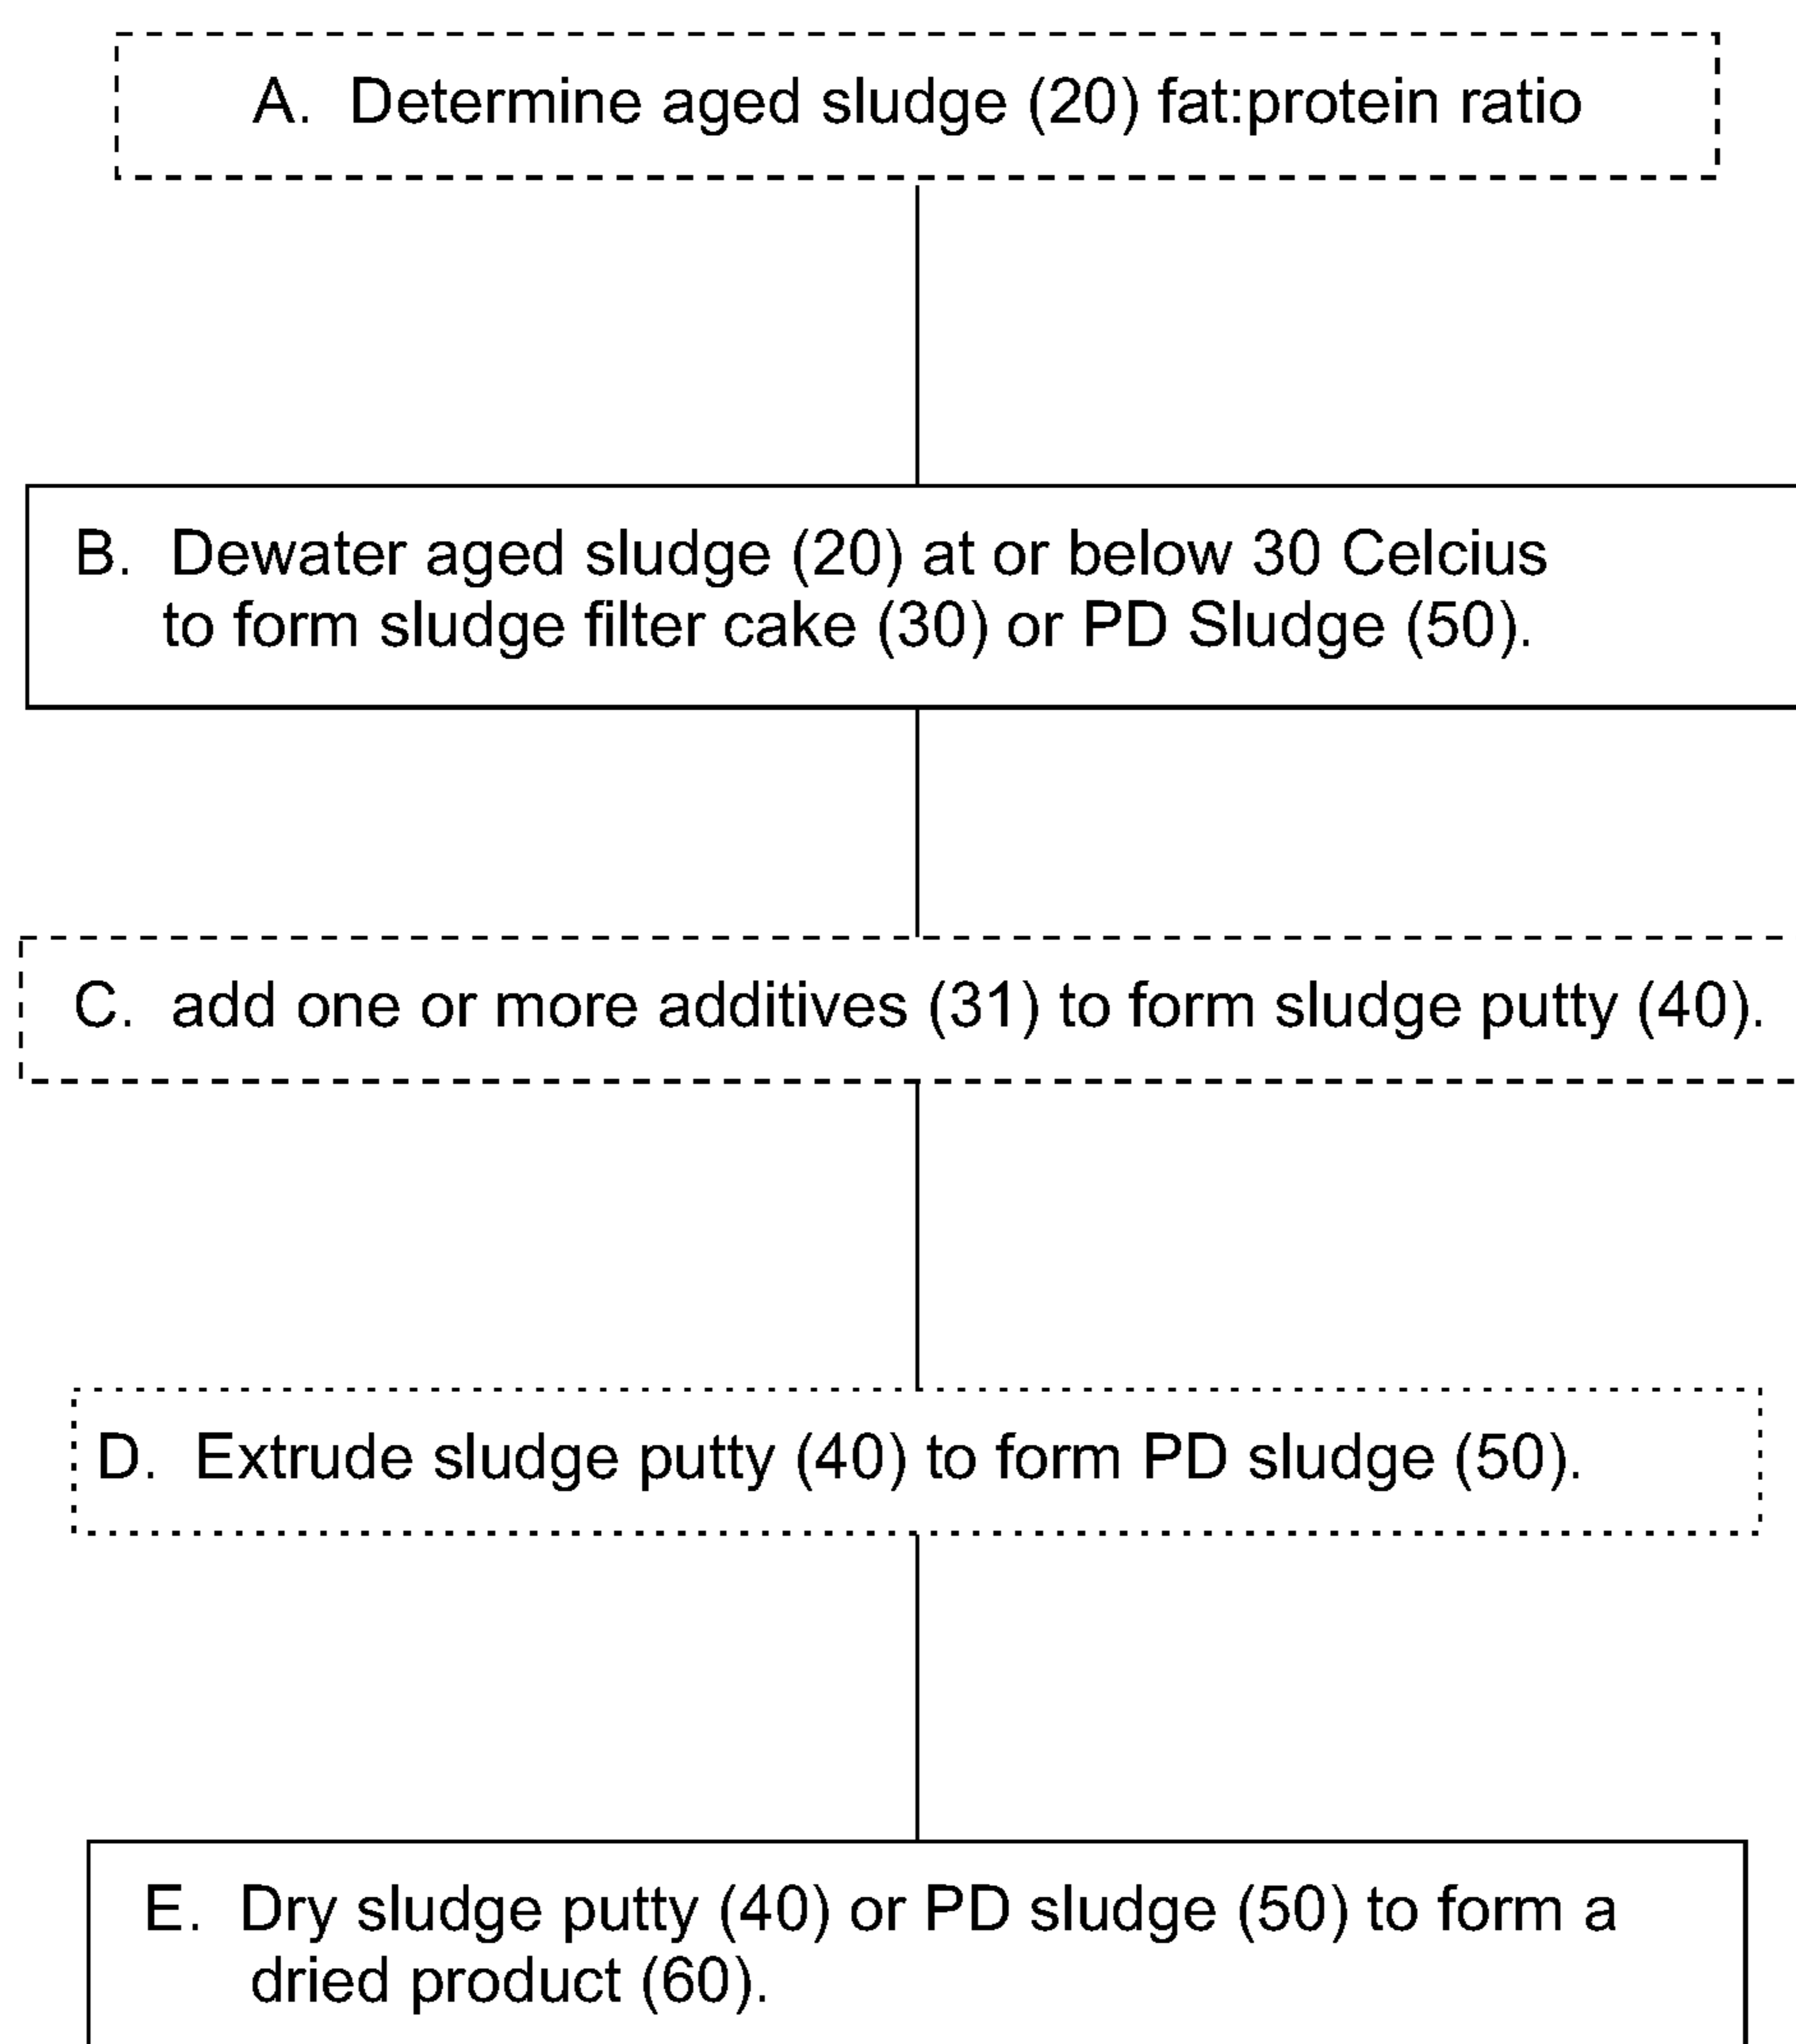 A. Determine aged sludge (20) fat:protein ratio
B. Dewater aged sludge (20) at or below 30 Celcius
to form sludge filter cake (30) or PD Sludge (50).
C. add one or more additives (31) to form sludge putty (40).
D. Extrude sludge putty (40) to form PD sludge (50).
E. Dry sludge putty (40) or PD sludge (50) to form a
dried product (60).